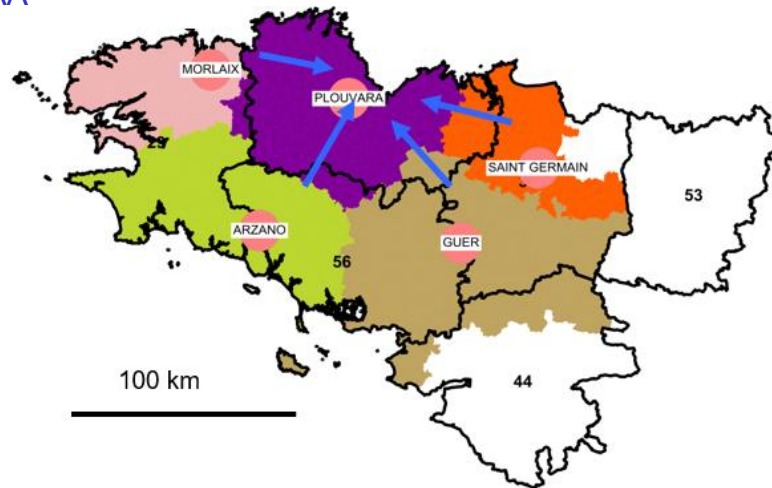 MORLAIX
PLOUVARA
29
SAINT GERMAIN
53
ARZANO
GUER
56
100 km
44